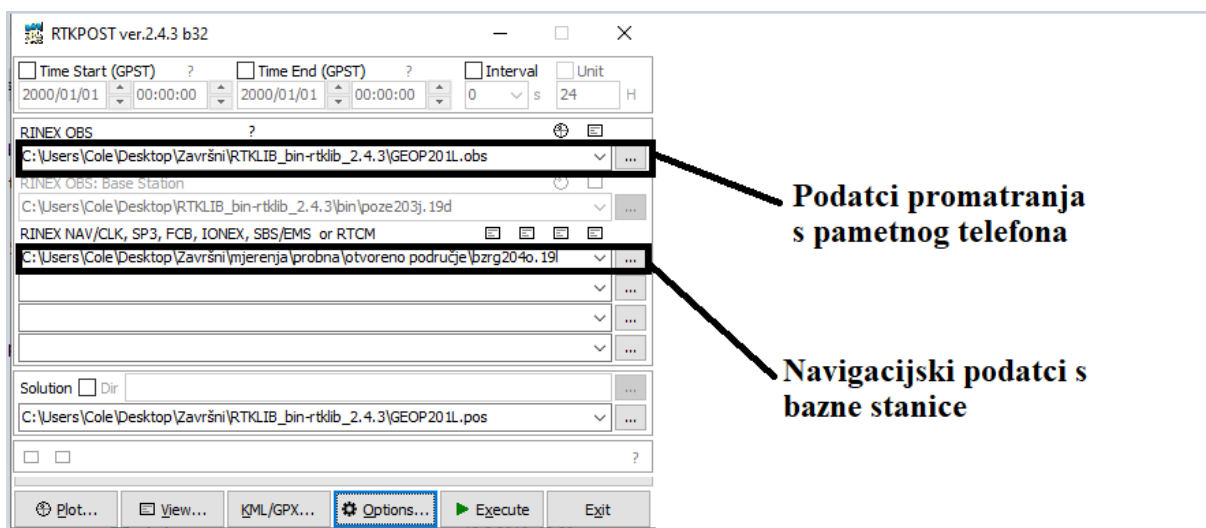 RTKPOST ver.2.4.3 b32
Time Start (GPST) ? Time End (GPST) ? Interval Unit
2000/01/01 00:00:00 2000/01/01 00:00:00 0 s 24 H
RINEX OBS ?
C:\Users\Cole\Desktop\Završni\RTKLIB_bin-rtklib_2.4.3\GEOP201L.obs ...
RINEX OBS: Base Station
C:\Users\Cole\Desktop\RTKLIB_bin-rtklib_2.4.3\bin\poze203j.19d ...
RINEX NAV/CLK, SP3, FCB, IONEX, SBS/EMS or RTCM
C:\Users\Cole\Desktop\Završni\mjerenja\probna\otvoreno područje\bzrg204o.19l ...
...
...
...
Solution Dir ...
C:\Users\Cole\Desktop\Završni\RTKLIB_bin-rtklib_2.4.3\GEOP201L.pos ...
?
Plot... View... KML/GPX... Options... Execute Exit
Podatci promatranja
s pametnog telefona
Navigacijski podatci s
bazne stanice